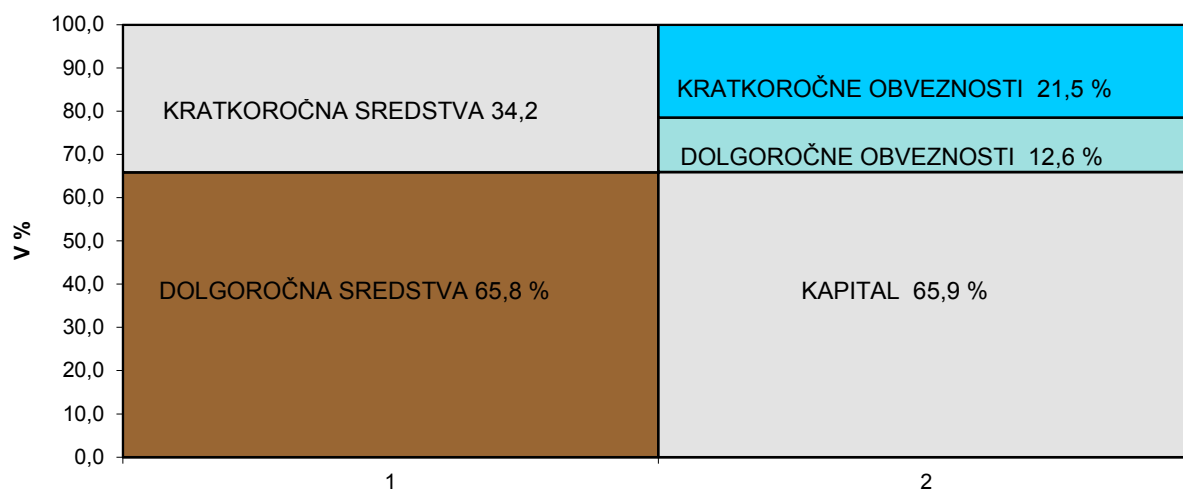 100,0
90,0
80,0
70,0
60,0
50,0
40,0
30,0
20,0
10,0
0,0
V %
KRATKOROČNA SREDSTVA 34,2
DOLGOROČNA SREDSTVA 65,8 %
KRATKOROČNE OBVEZNOSTI  21,5 %
DOLGOROČNE OBVEZNOSTI  12,6 %
KAPITAL  65,9 %
1
2